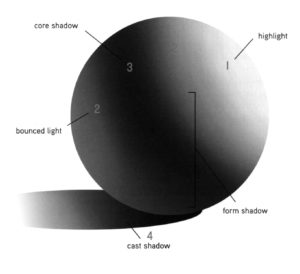 core shadow
highlight
3
1
2
bounced light
form shadow
4
cast shadow